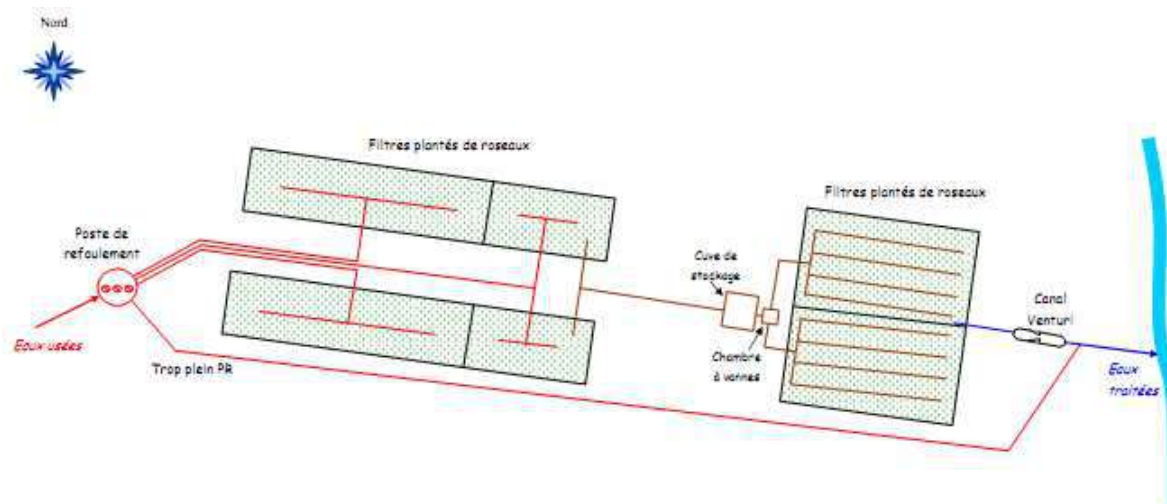 Nord
Filtres plantés de roseaux
Filtres plantés de roseaux
Poste de
refoulement
Cuve de
stockage
Canal
Venturi
Eaux usées
Chambre
à vannes
Trop plein PR
Eaux
traitées